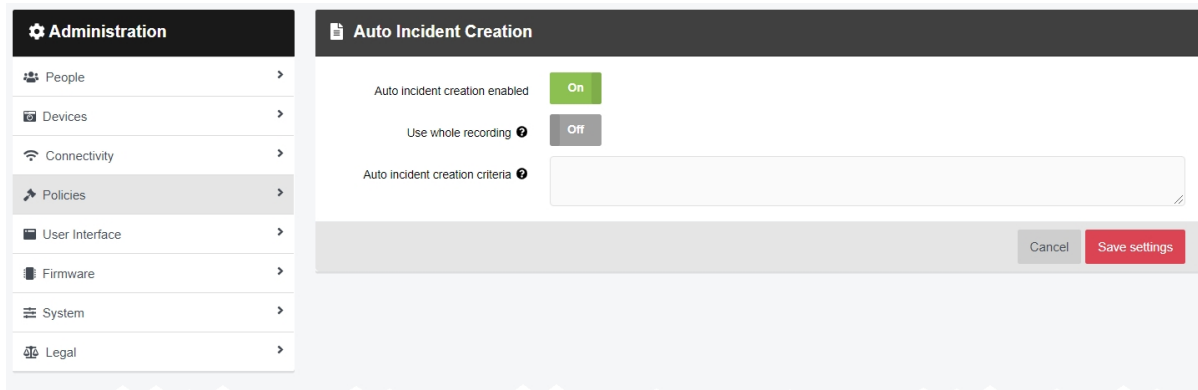 Administration
People
Devices
Connectivity
Policies
User Interface
Firmware
System
Legal
Auto Incident Creation
Auto incident creation enabled On
Use whole recording ? Off
Auto incident creation criteria ?
Cancel Save settings